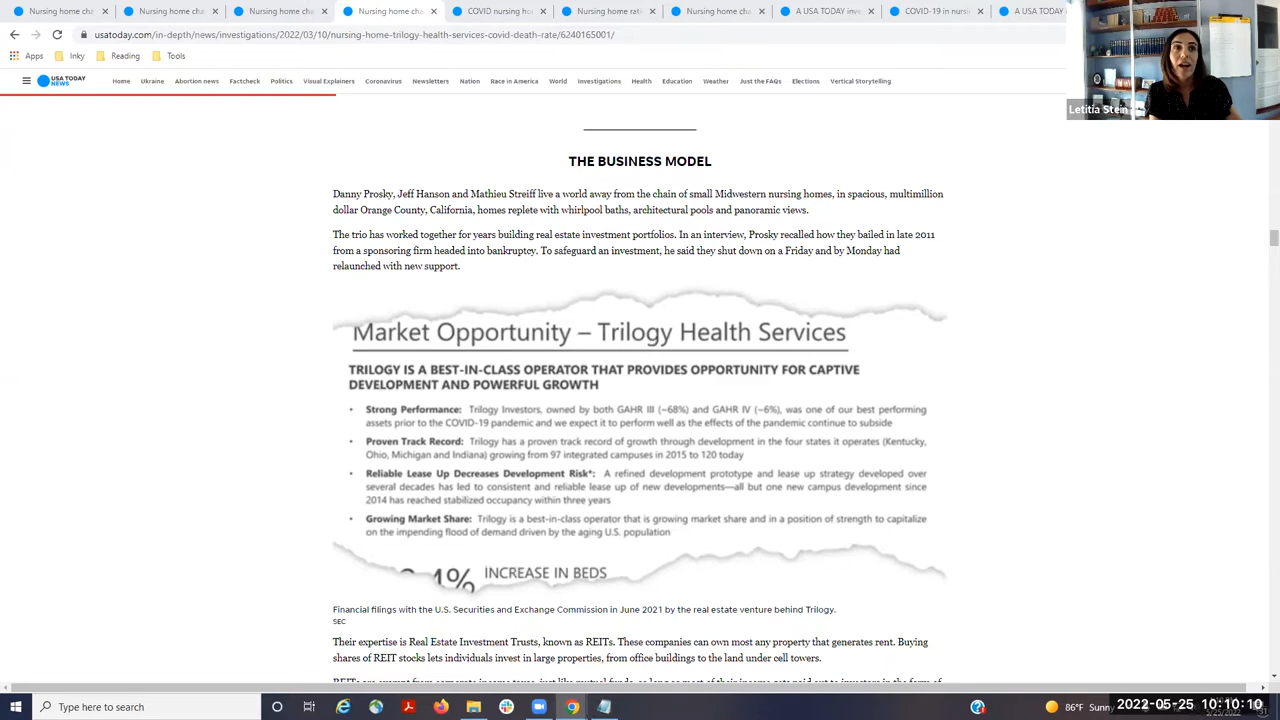 Nursing home cha
Nursing home cha
Nursing home cha
Nursing home cha
COVID nursing ho
Nursing home rati
Nursing home cha
A USA TODAY inve
COVID-19 in nursi
A USA TODAY
usatoday.com/in-depth/news/investigations/2022/03/10/nursing-home-trilogy-health-services-covid-death-rate/6240165001/
Apps Inky Reading Tools
Letitia Stein
USA TODAY
NEWS
Home Ukraine Abortion news Factcheck Politics Visual Explainers Coronavirus Newsletters Nation Race in America World Investigations Health Education Weather Just the FAQs Elections Vertical Storytelling
THE BUSINESS MODEL
Danny Prosky, Jeff Hanson and Mathieu Streiff live a world away from the chain of small Midwestern nursing homes, in spacious, multimillion
dollar Orange County, California, homes replete with whirlpool baths, architectural pools and panoramic views.
The trio has worked together for years building real estate investment portfolios. In an interview, Prosky recalled how they bailed in late 2011
from a sponsoring firm headed into bankruptcy. To safeguard an investment, he said they shut down on a Friday and by Monday had
relaunched with new support.
Market Opportunity – Trilogy Health Services
TRILOGY IS A BEST-IN-CLASS OPERATOR THAT PROVIDES OPPORTUNITY FOR CAPTIVE
DEVELOPMENT AND POWERFUL GROWTH
• Strong Performance: Trilogy Investors, owned by both GAHR III (~68%) and GAHR IV (~6%), was one of our best performing
assets prior to the COVID-19 pandemic and we expect it to perform well as the effects of the pandemic continue to subside
• Proven Track Record: Trilogy has a proven track record of growth through development in the four states it operates (Kentucky,
Ohio, Michigan and Indiana) growing from 97 integrated campuses in 2015 to 120 today
• Reliable Lease Up Decreases Development Risk*: A refined development prototype and lease up strategy developed over
several decades has led to consistent and reliable lease up of new developments—all but one new campus development since
2014 has reached stabilized occupancy within three years
• Growing Market Share: Trilogy is a best-in-class operator that is growing market share and in a position of strength to capitalize
on the impending flood of demand driven by the aging U.S. population
INCREASE IN BEDS
Financial filings with the U.S. Securities and Exchange Commission in June 2021 by the real estate venture behind Trilogy.
SEC
Their expertise is Real Estate Investment Trusts, known as REITs. These companies can own most any property that generates rent. Buying
shares of REIT stocks lets individuals invest in large properties, from office buildings to the land under cell towers.
Type here to search
86°F Sunny
2022-05-25 10:10:10